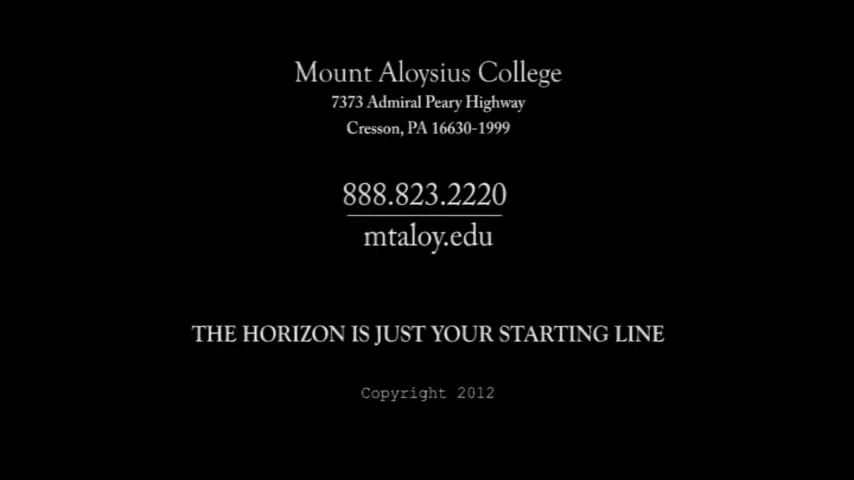 Mount Aloysius College
7373 Admiral Peary Highway
Cresson, PA 16630-1999
888.823.2220
mtaloy.edu
THE HORIZON IS JUST YOUR STARTING LINE
Copyright 2012